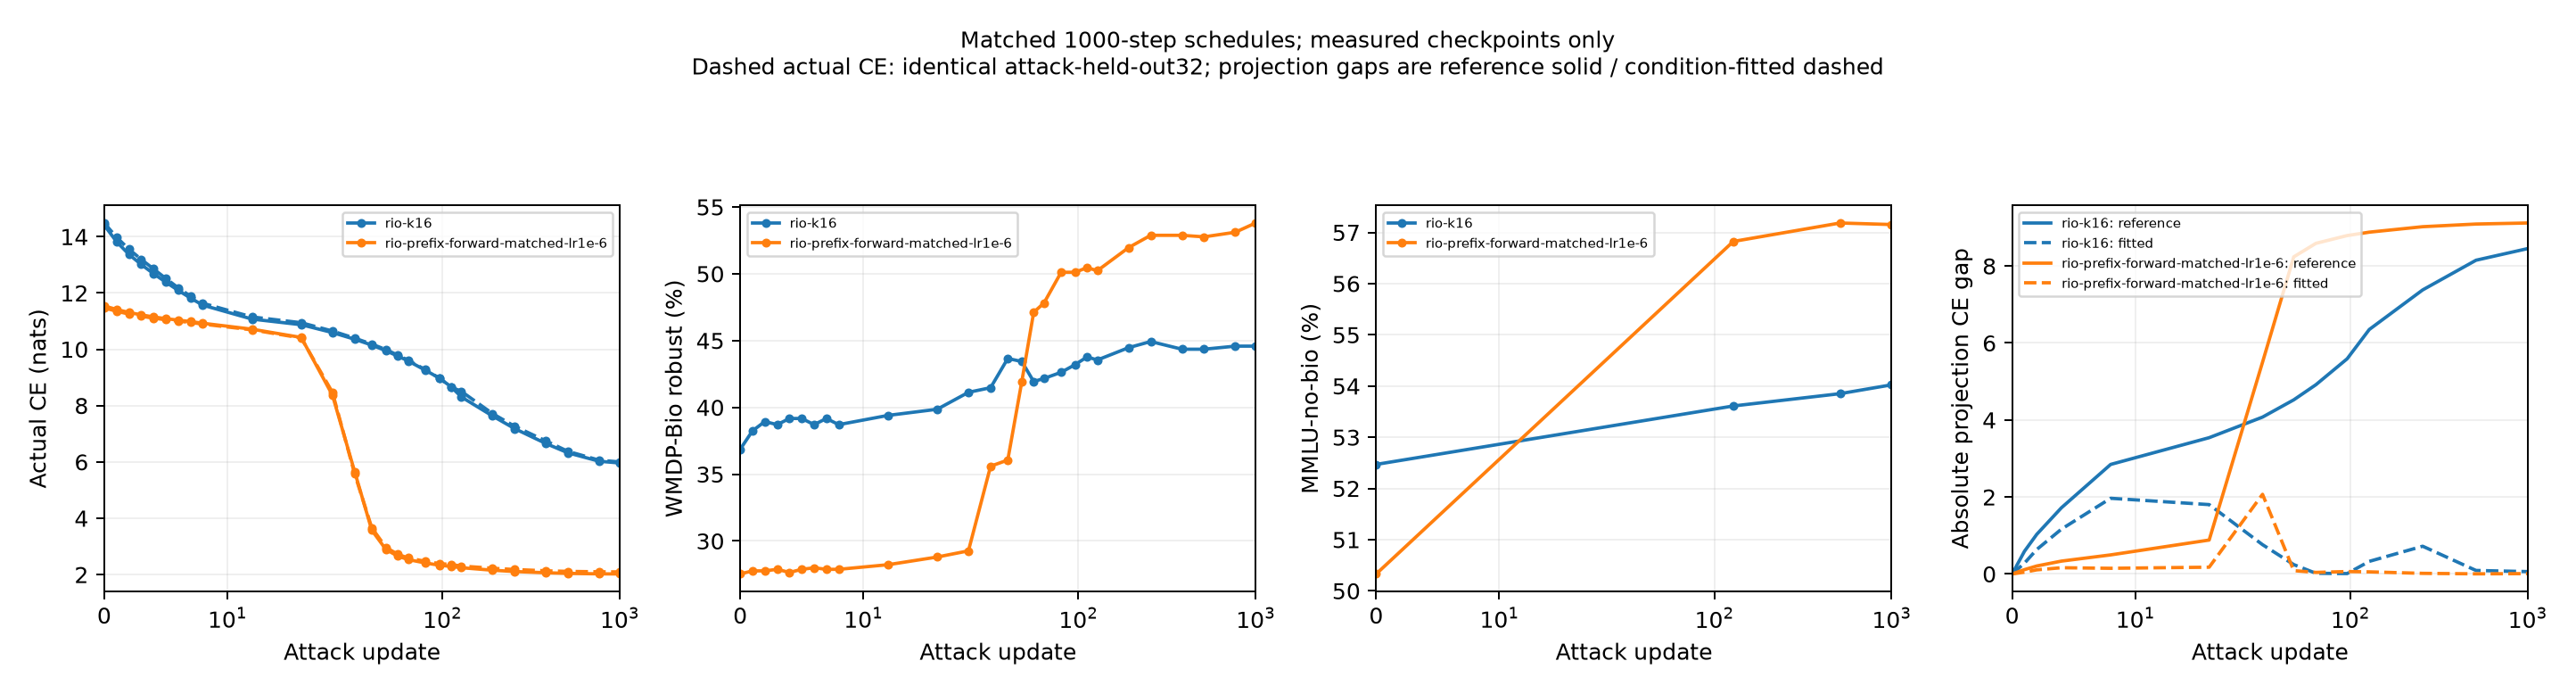 Matched 1000-step schedules; measured checkpoints only
Dashed actual CE: identical attack-held-out32; projection gaps are reference solid / condition-fitted dashed
Actual CE (nats)
14
12
10
8
6
4
2
rio-k16
rio-prefix-forward-matched-lr1e-6
0
10¹
10²
10³
Attack update
WMDP-Bio robust (%)
55
50
45
40
35
30
rio-k16
rio-prefix-forward-matched-lr1e-6
0
10¹
10²
10³
Attack update
MMLU-no-bio (%)
57
56
55
54
53
52
51
50
rio-k16
rio-prefix-forward-matched-lr1e-6
0
10¹
10²
10³
Attack update
Absolute projection CE gap
8
6
4
2
0
rio-k16: reference
rio-k16: fitted
rio-prefix-forward-matched-lr1e-6: reference
rio-prefix-forward-matched-lr1e-6: fitted
0
10¹
10²
10³
Attack update